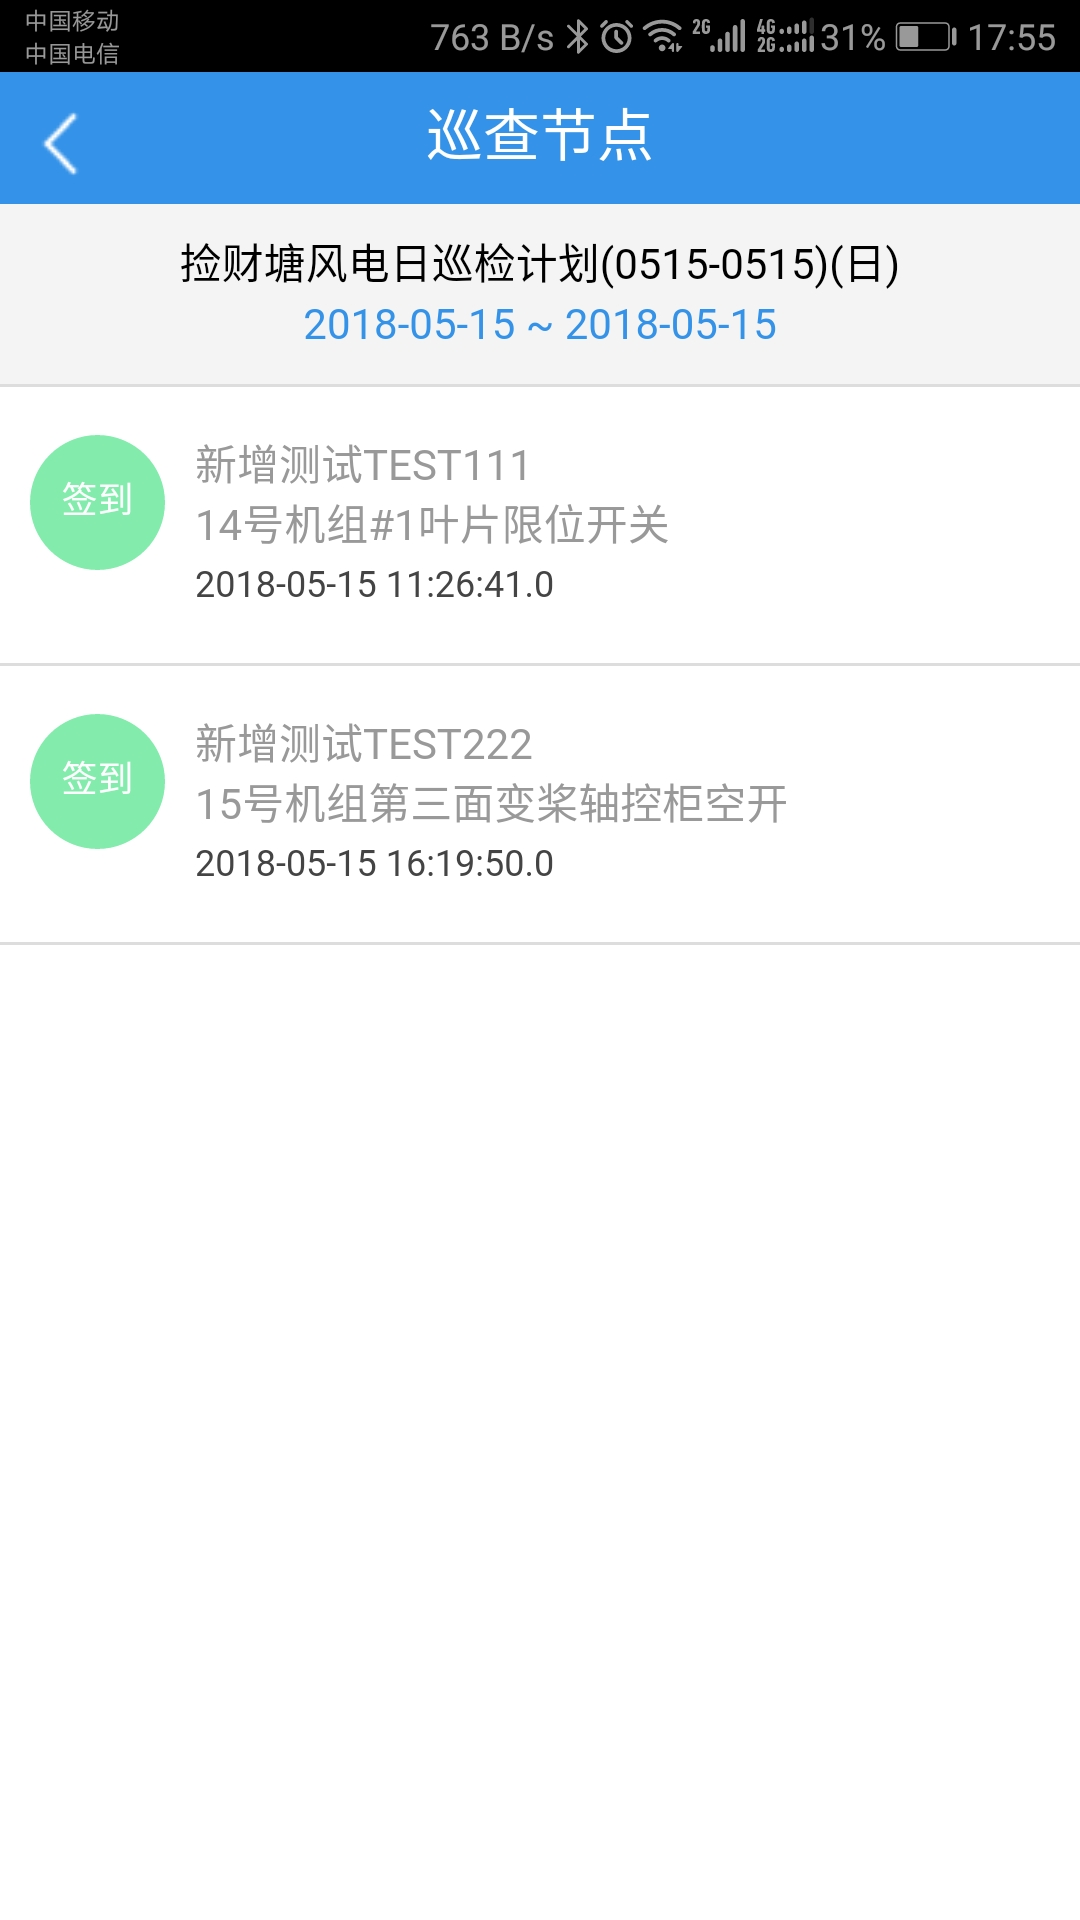 中国移动
中国电信
763 B/s 2G 4G 2G 31% 17:55
巡查节点
捡财塘风电日巡检计划(0515-0515)(日)
2018-05-15 ~ 2018-05-15
签到
新增测试TEST111
14号机组#1叶片限位开关
2018-05-15 11:26:41.0
签到
新增测试TEST222
15号机组第三面变桨轴控柜空开
2018-05-15 16:19:50.0